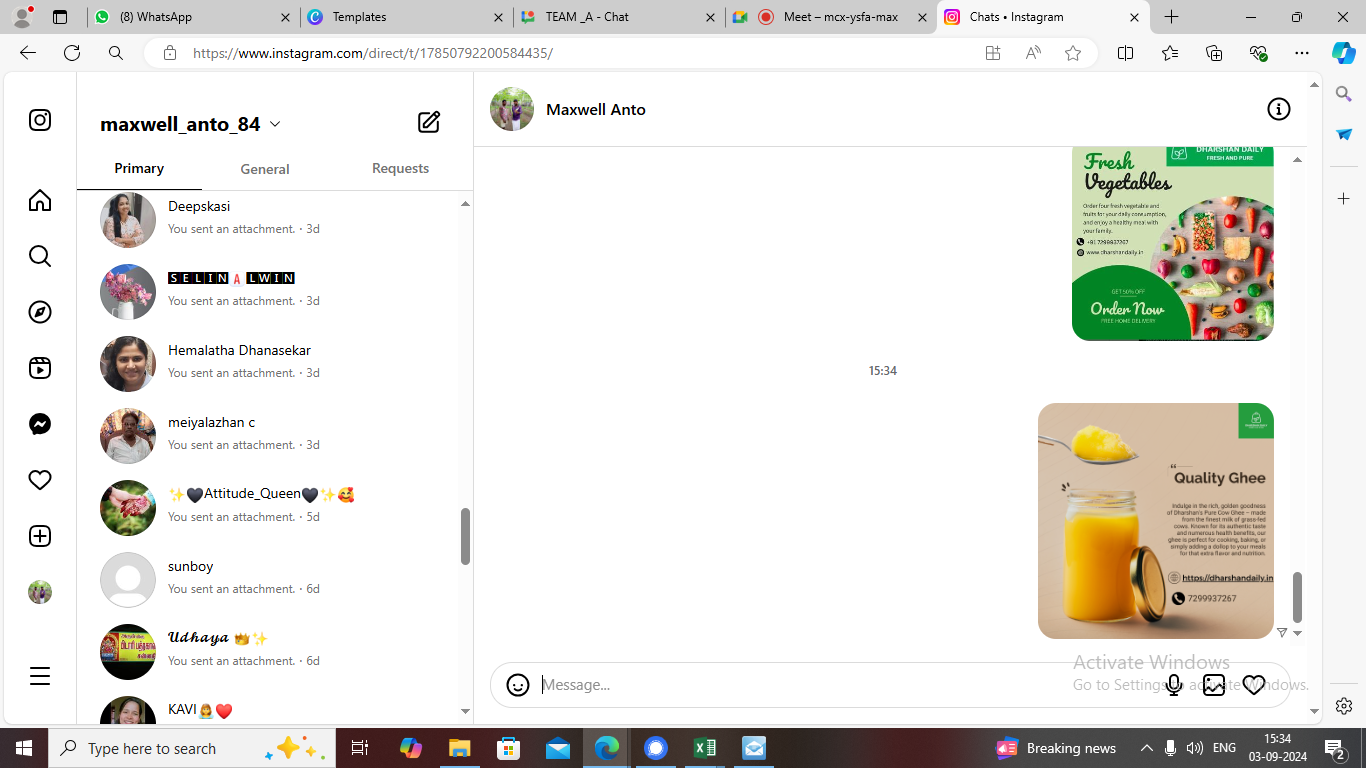 (8) WhatsApp
Templates
TEAM _A - Chat
Meet – mcx-ysfa-max
Chats • Instagram
https://www.instagram.com/direct/t/17850792200584435/
maxwell_anto_84
Primary
General
Requests
Deepskasi
You sent an attachment. · 3d
🆂🅴🅻🅸🅽🅰️🅻🆆🅸🅽
You sent an attachment. · 3d
Hemalatha Dhanasekar
You sent an attachment. · 3d
meiyalazhan c
You sent an attachment. · 3d
✨🖤Attitude_Queen🖤✨🥰
You sent an attachment. · 5d
sunboy
You sent an attachment. · 6d
𝓤𝓭𝓱𝓪𝔂𝓪 👑✨
You sent an attachment. · 6d
KAVI🙍‍♀️❤️
Maxwell Anto
DHARSHAN DAILY
FRESH AND PURE
Fresh
Vegetables
Order four fresh vegetable and
fruits for your daily consumption,
and enjoy a healthy meal with
your family.
+91 7299937267
www.dharshandaily.in
GET 50% OFF
Order Now
FREE HOME DELIVERY
15:34
“
Quality Ghee
Indulge in the rich, golden goodness
of Dharshan's Pure Cow Ghee – made
from the finest milk of grass-fed
cows. Known for its authentic taste
and numerous health benefits, our
ghee is perfect for cooking, baking, or
simply adding a dollop to your meals
for that extra flavor and nutrition.
https://dharshandaily.in
7299937267
Message...
Activate Windows
Go to Settings to activate Windows.
Type here to search
Breaking news
ENG
15:34
03-09-2024
2